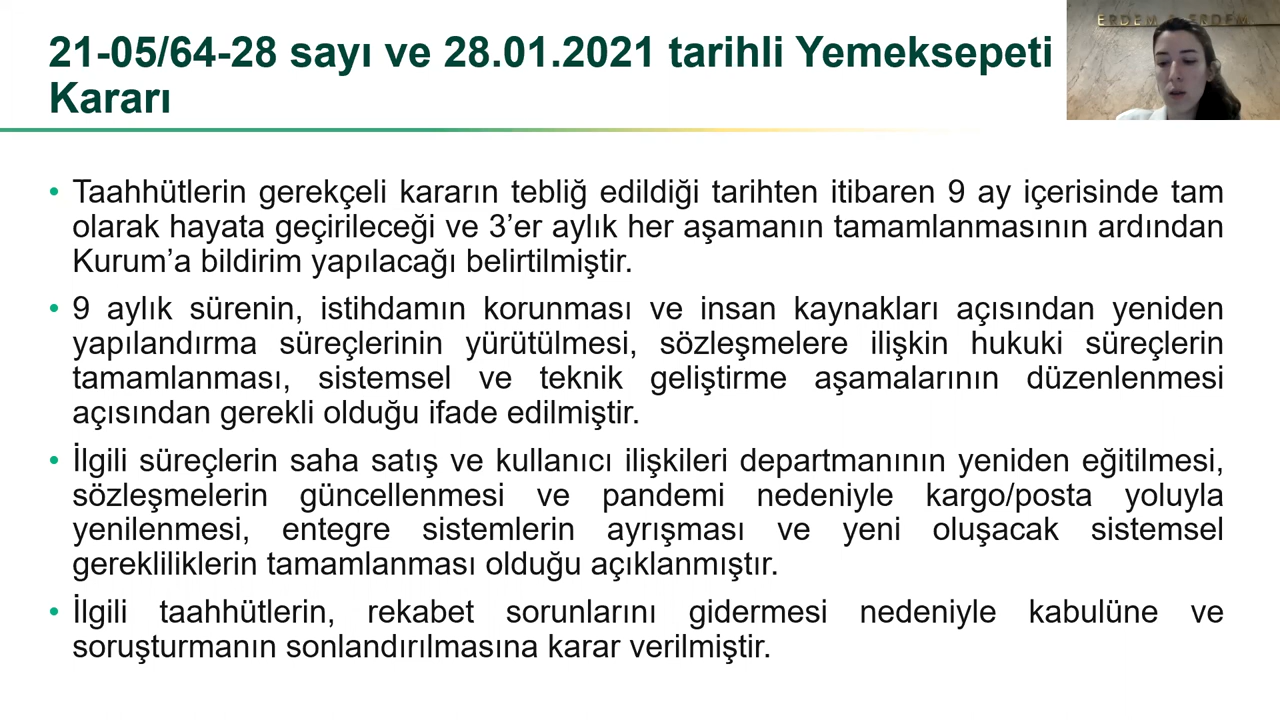 21-05/64-28 sayı ve 28.01.2021 tarihli Yemeksepeti
Kararı
ERDEM & ERDEM
• Taahhütlerin gerekçeli kararın tebliğ edildiği tarihten itibaren 9 ay içerisinde tam
olarak hayata geçirileceği ve 3’er aylık her aşamanın tamamlanmasının ardından
Kurum’a bildirim yapılacağı belirtilmiştir.
• 9 aylık sürenin, istihdamın korunması ve insan kaynakları açısından yeniden
yapılandırma süreçlerinin yürütülmesi, sözleşmelere ilişkin hukuki süreçlerin
tamamlanması, sistemsel ve teknik geliştirme aşamalarının düzenlenmesi
açısından gerekli olduğu ifade edilmiştir.
• İlgili süreçlerin saha satış ve kullanıcı ilişkileri departmanının yeniden eğitilmesi,
sözleşmelerin güncellenmesi ve pandemi nedeniyle kargo/posta yoluyla
yenilenmesi, entegre sistemlerin ayrışması ve yeni oluşacak sistemsel
gerekliliklerin tamamlanması olduğu açıklanmıştır.
• İlgili taahhütlerin, rekabet sorunlarını gidermesi nedeniyle kabulüne ve
soruşturmanın sonlandırılmasına karar verilmiştir.